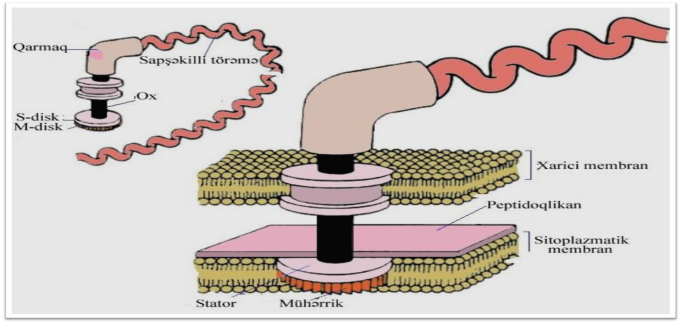 Qarmaq
Sapşəkilli törəmə
Ox
S-disk
M-disk
Xarici membran
Peptidoqlikan
Sitoplazmatik
membran
Stator
Mühərrik